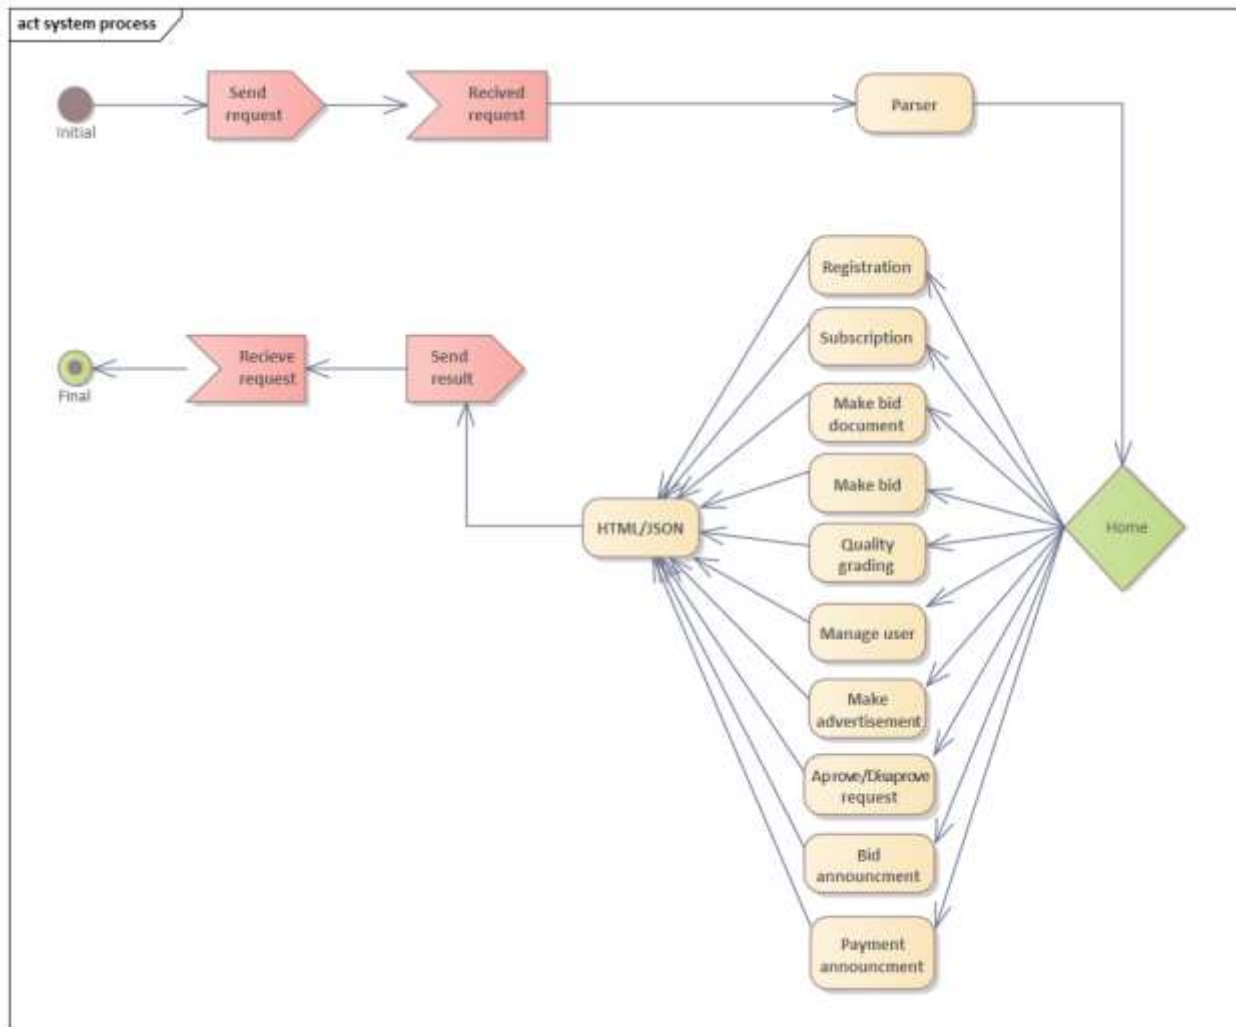 act system process
Send
request
Recived
request
Parser
Initial
Registration
Subscription
Make bid
document
Make bid
Quality
grading
Manage user
Make
advertisement
Aprove/Disaprove
request
Bid
announcment
Payment
announcment
Home
HTML/JSON
Send
result
Recieve
request
Final